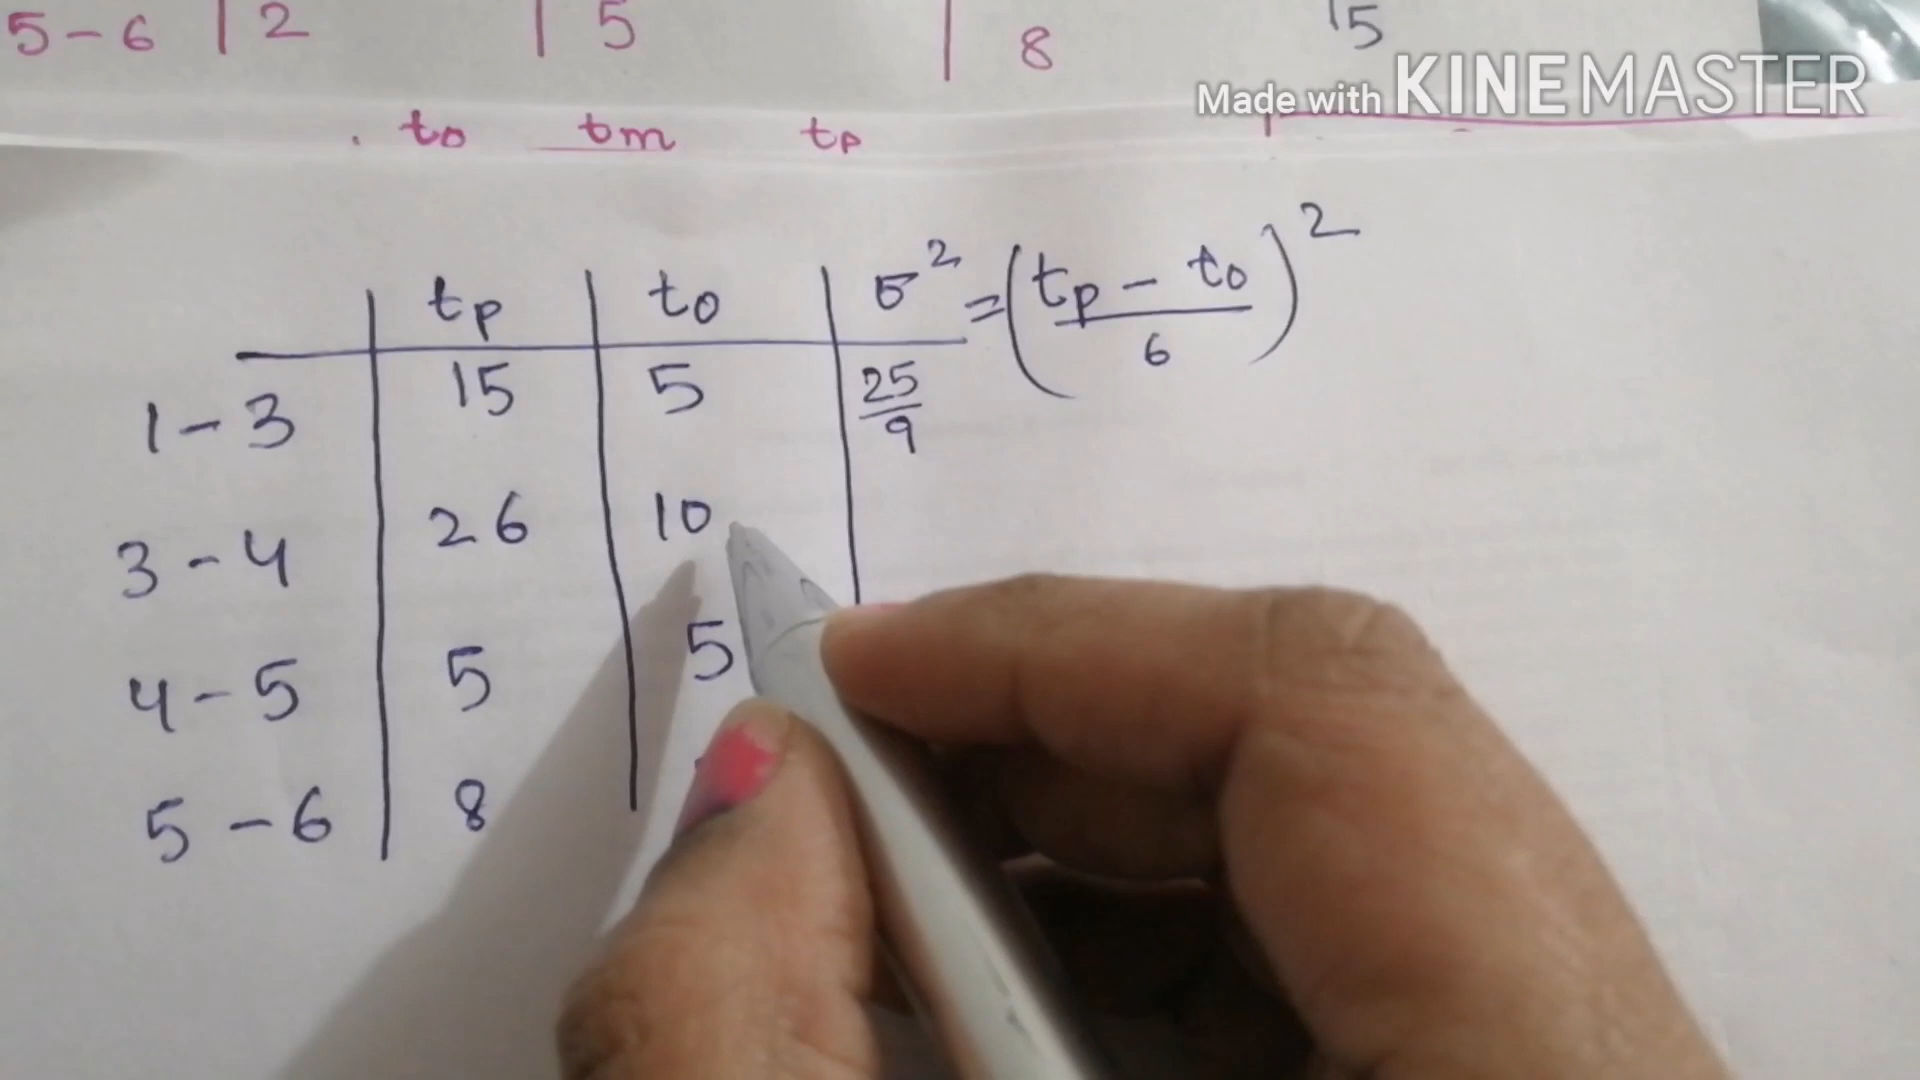 5-6 | 2 | 5 | 8 15
Made with KINEMASTER
to tm tp
tp | to | σ² = (tp - to / 6)²
1-3 | 15 | 5 | 25/9
3-4 | 26 | 10
4-5 | 5 | 5
5-6 | 8